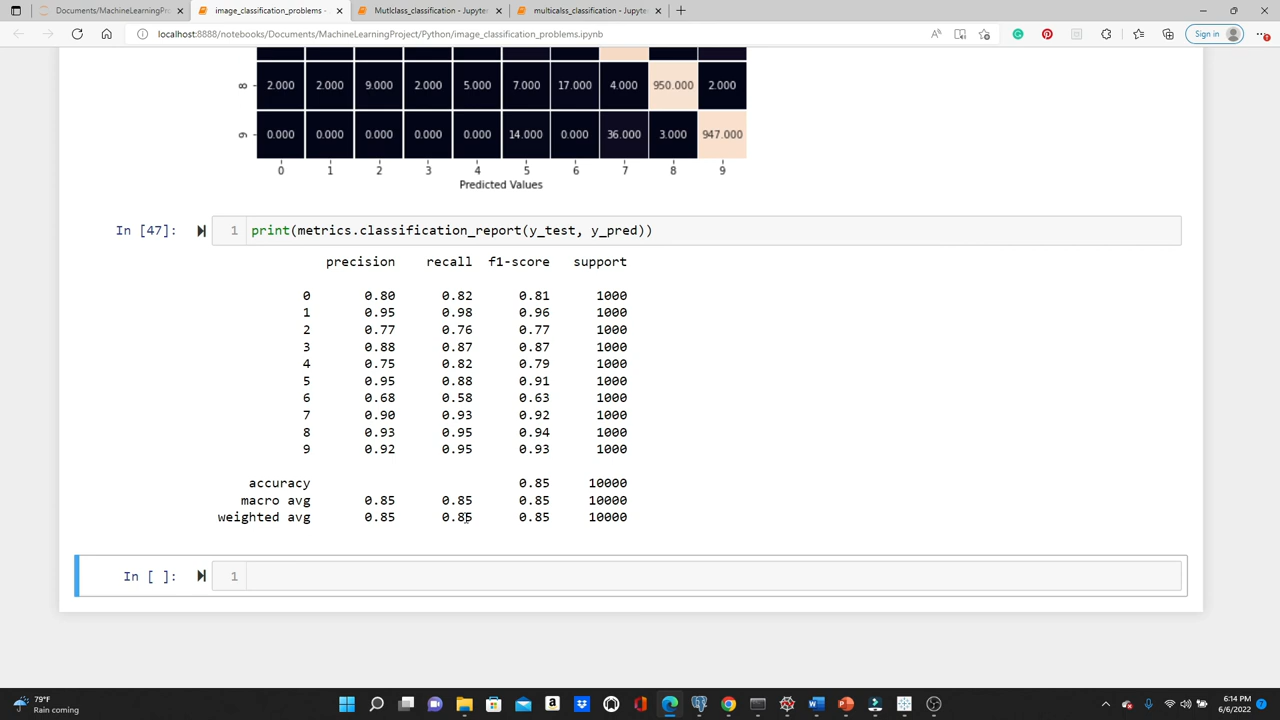 Documents/MachineLearningPr
image_classification_problems -
Mutlclass_classification - Jupyter
multicalss_classification - Jupyte
localhost:8888/notebooks/Documents/MachineLearningProject/Python/image_classification_problems.ipynb
Sign in
8 2.000 2.000 9.000 2.000 5.000 7.000 17.000 4.000 950.000 2.000
9 0.000 0.000 0.000 0.000 0.000 14.000 0.000 36.000 3.000 947.000
0 1 2 3 4 5 6 7 8 9
Predicted Values
In [47]: 1 print(metrics.classification_report(y_test, y_pred))
precision recall f1-score support
0 0.80 0.82 0.81 1000
1 0.95 0.98 0.96 1000
2 0.77 0.76 0.77 1000
3 0.88 0.87 0.87 1000
4 0.75 0.82 0.79 1000
5 0.95 0.88 0.91 1000
6 0.68 0.58 0.63 1000
7 0.90 0.93 0.92 1000
8 0.93 0.95 0.94 1000
9 0.92 0.95 0.93 1000
accuracy 0.85 10000
macro avg 0.85 0.85 0.85 10000
weighted avg 0.85 0.85 0.85 10000
In [ ]: 1
79°F
Rain coming
6:14 PM
6/6/2022